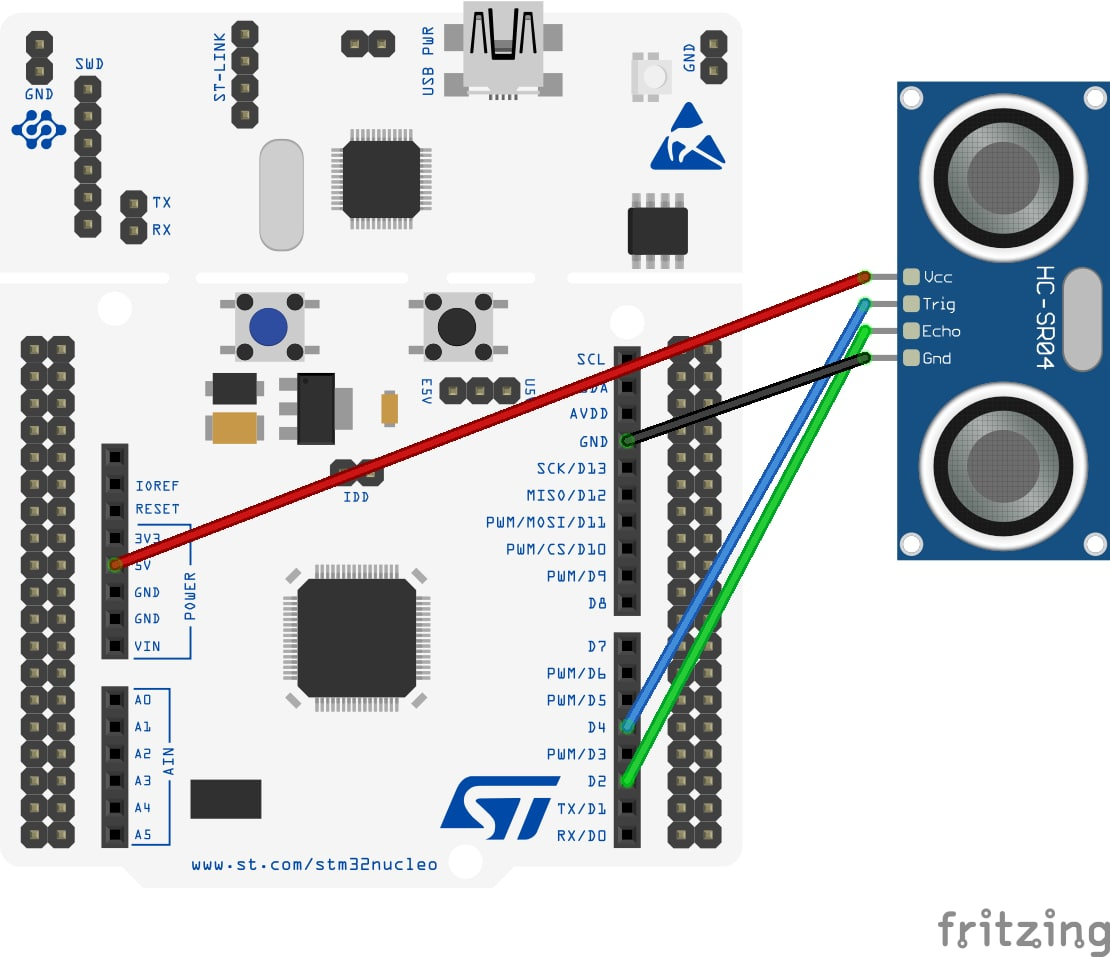 GND
SWD
TX
RX
ST-LINK
USB PWR
GND
E5V
U5
SCL
SDA
AVDD
GND
SCK/D13
MISO/D12
PWM/MOSI/D11
PWM/CS/D10
PWM/D9
D8
D7
PWM/D6
PWM/D5
D4
PWM/D3
D2
TX/D1
RX/D0
IDD
IOREF
RESET
3V3
5V
GND
GND
VIN
POWER
A0
A1
A2
A3
A4
A5
AIN
ST
www.st.com/stm32nucleo
Vcc
Trig
Echo
Gnd
HC-SR04
fritzing